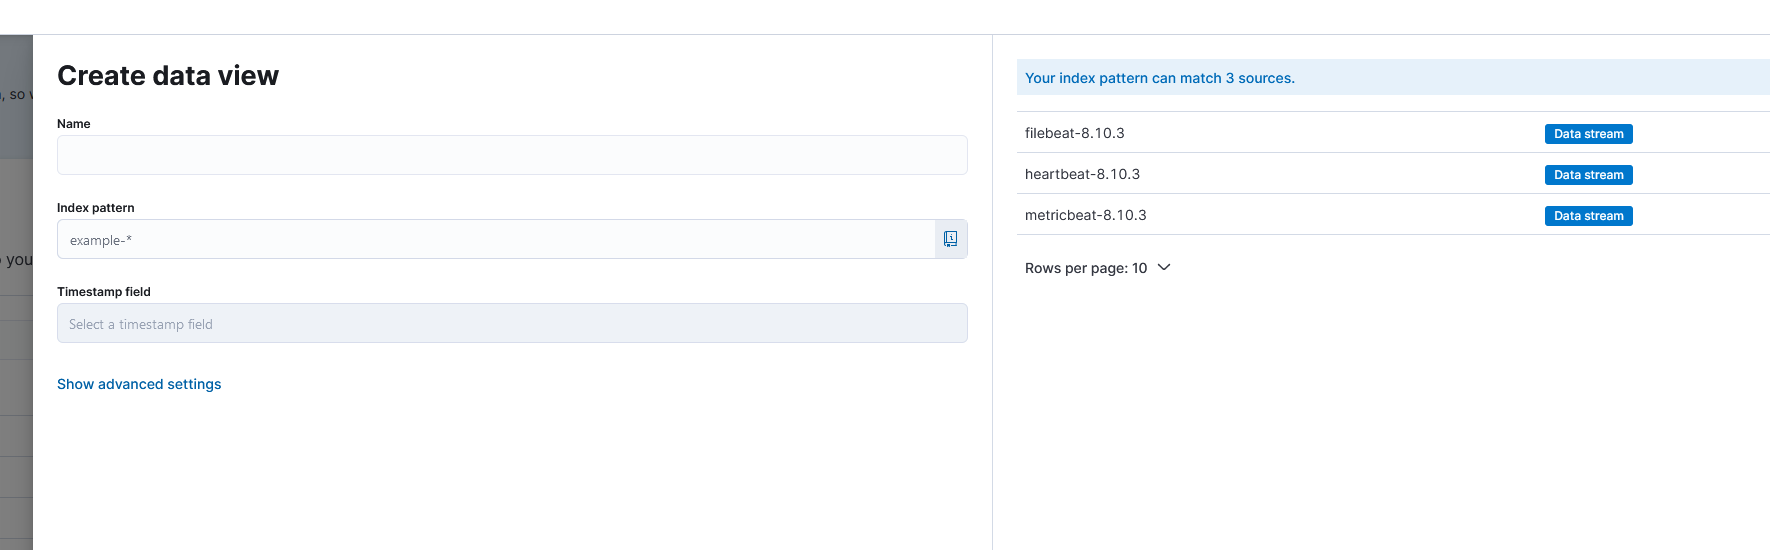 , so
you
Create data view
Name
Index pattern
example-*
Timestamp field
Select a timestamp field
Show advanced settings
Your index pattern can match 3 sources.
filebeat-8.10.3 Data stream
heartbeat-8.10.3 Data stream
metricbeat-8.10.3 Data stream
Rows per page: 10